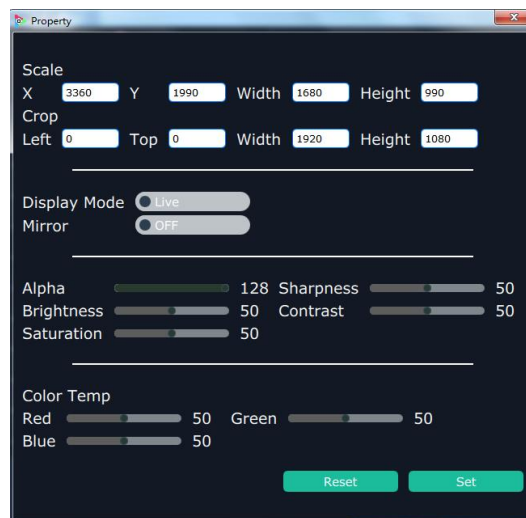 Property
Scale
X 3360 Y 1990 Width 1680 Height 990
Crop
Left 0 Top 0 Width 1920 Height 1080
Display Mode Live
Mirror OFF
Alpha 128 Sharpness 50
Brightness 50 Contrast 50
Saturation 50
Color Temp
Red 50 Green 50
Blue 50
Reset Set